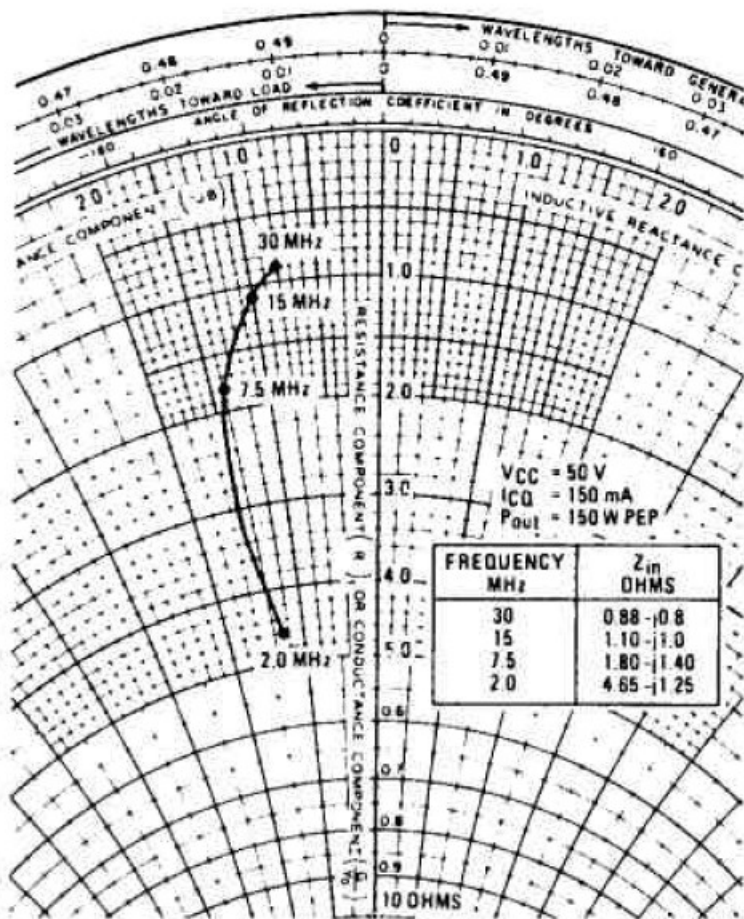 0.47 0.48 0.49 0 WAVELENGTHS TOWARD GENERA
0.01 0.02 0.03
0.03 0.02 0.01 0 0.49 0.48 0.47
WAVELENGTHS TOWARD LOAD
ANGLE OF REFLECTION COEFFICIENT IN DEGREES
2.0 1.0 0 1.0 2.0
ANCE COMPONENT
INDUCTIVE REACTANCE C
30 MHz
1.0
15 MHz
7.5 MHz
2.0
RESISTANCE COMPONENT (R) OR CONDUCTANCE COMPONENT
3.0
VCC = 50 V
ICQ = 150 mA
Pout = 150 W PEP
4.0
FREQUENCY MHz
Zin OHMS
30 0.88 -j0.8
15 1.10 -j1.0
7.5 1.80 -j1.40
2.0 4.65 -j1.25
2.0 MHz
5.0
0.6
0.8
0.9
10 OHMS